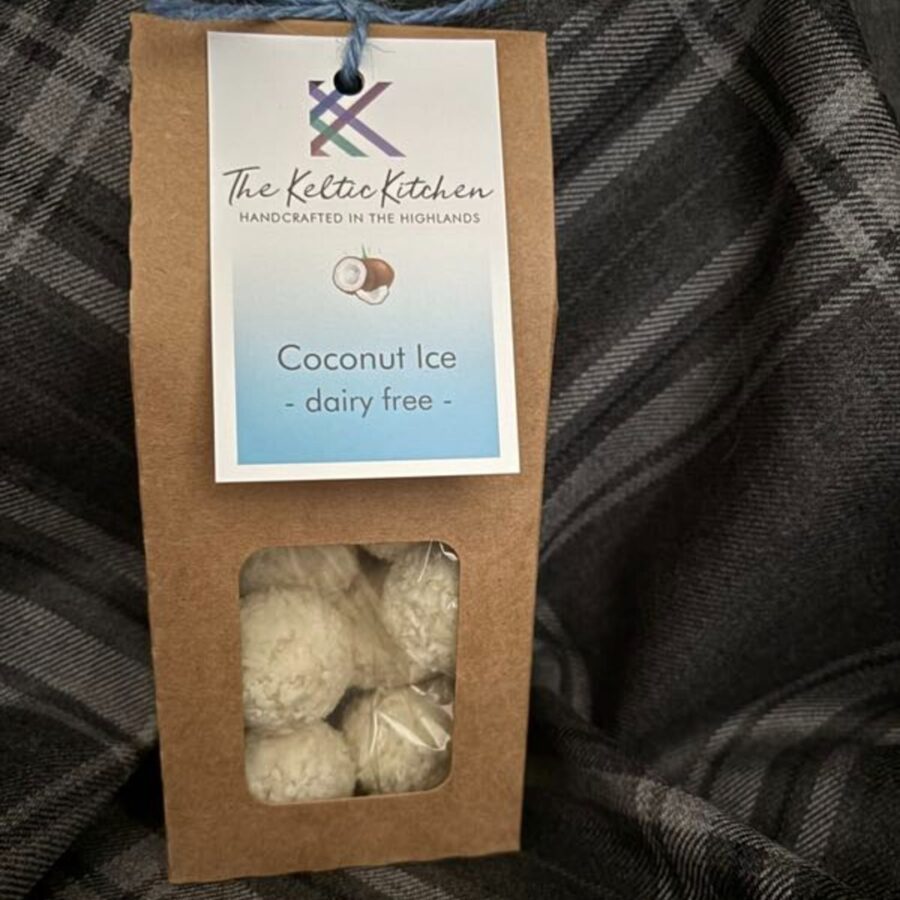 The Keltic Kitchen
HANDCRAFTED IN THE HIGHLANDS
Coconut Ice
- dairy free -